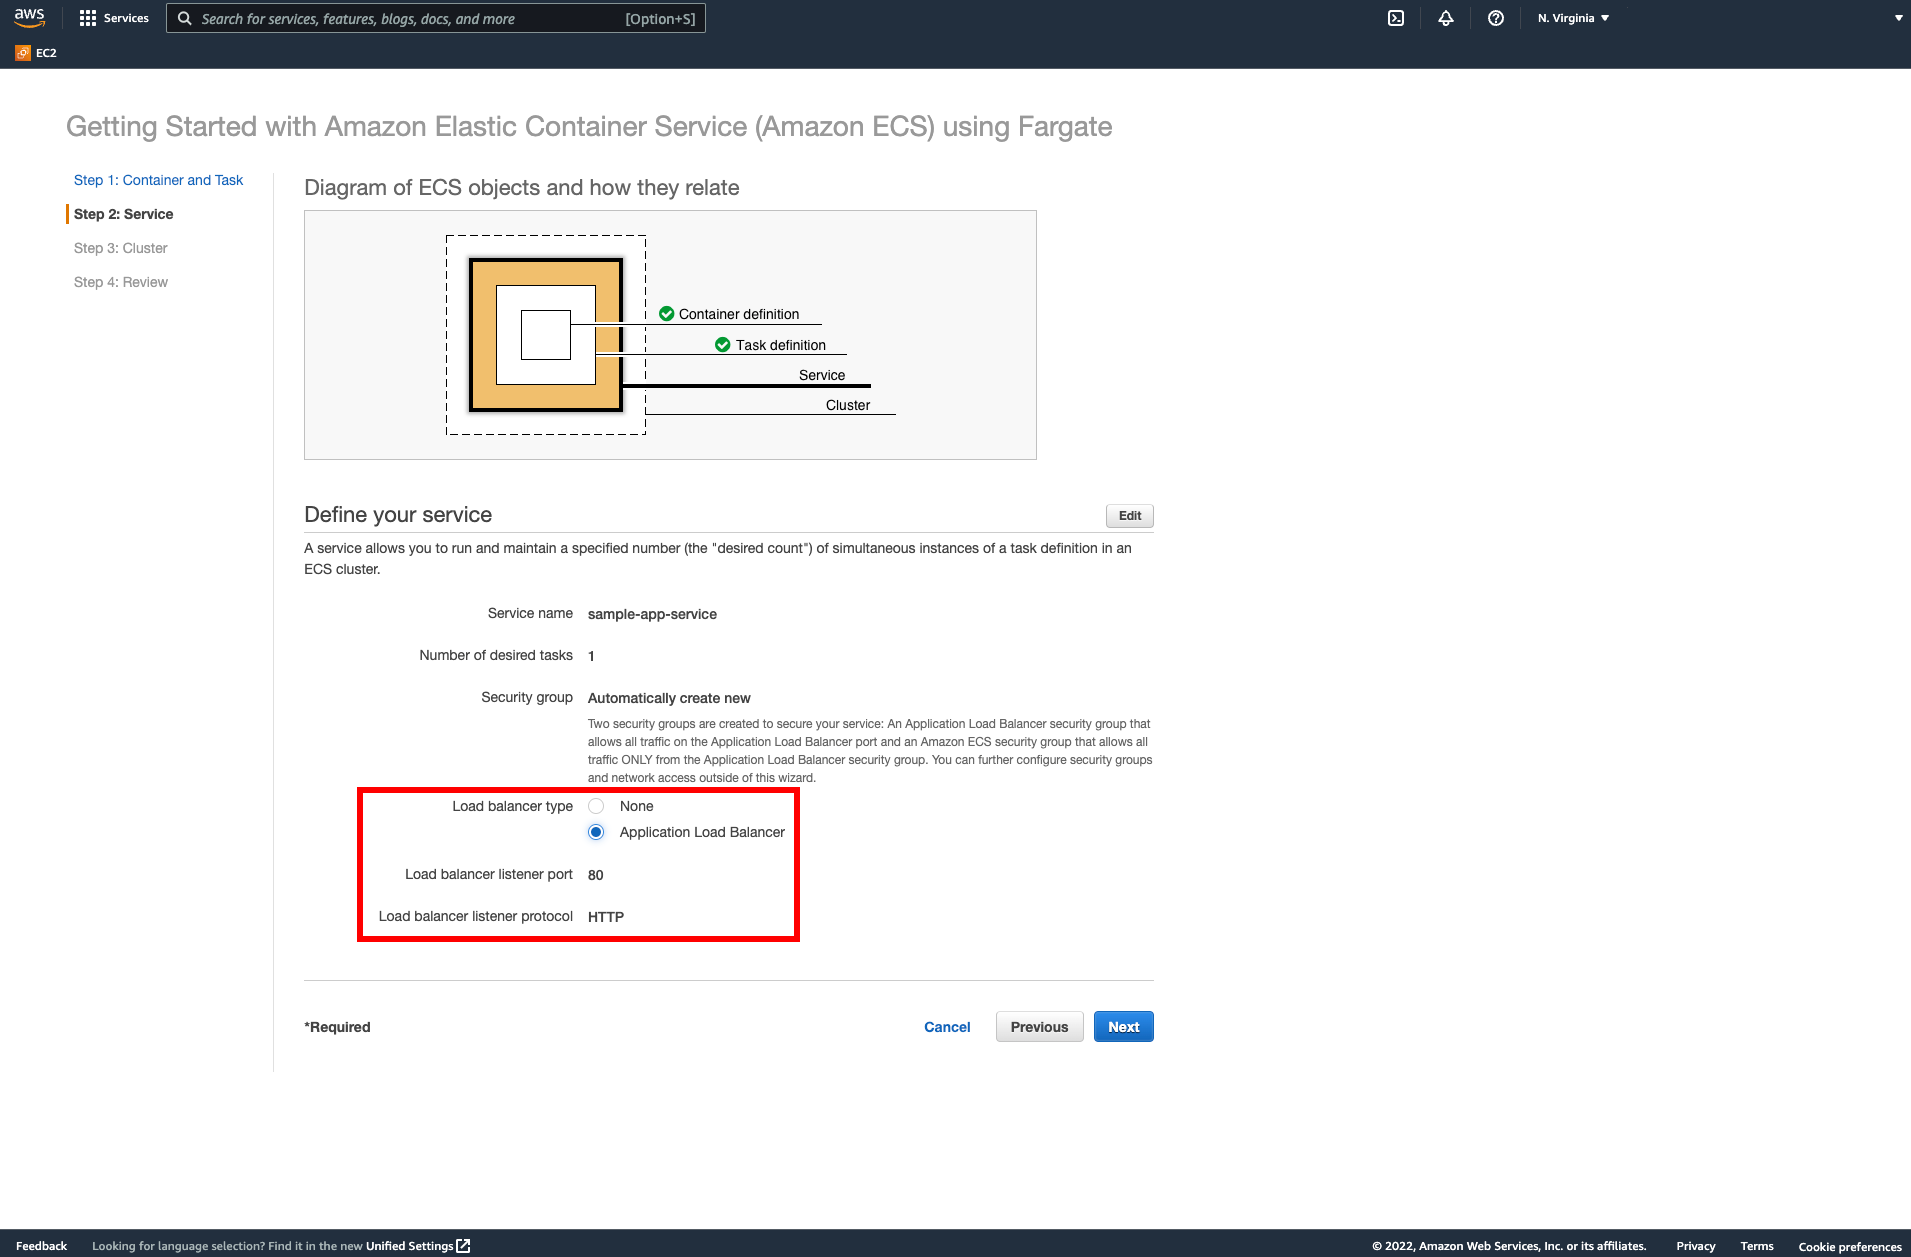 aws
Services
Search for services, features, blogs, docs, and more
[Option+S]
N. Virginia
EC2
Getting Started with Amazon Elastic Container Service (Amazon ECS) using Fargate
Step 1: Container and Task
Step 2: Service
Step 3: Cluster
Step 4: Review
Diagram of ECS objects and how they relate
Container definition
Task definition
Service
Cluster
Define your service
Edit
A service allows you to run and maintain a specified number (the "desired count") of simultaneous instances of a task definition in an
ECS cluster.
Service name sample-app-service
Number of desired tasks 1
Security group Automatically create new
Two security groups are created to secure your service: An Application Load Balancer security group that
allows all traffic on the Application Load Balancer port and an Amazon ECS security group that allows all
traffic ONLY from the Application Load Balancer security group. You can further configure security groups
and network access outside of this wizard.
Load balancer type None
Application Load Balancer
Load balancer listener port 80
Load balancer listener protocol HTTP
*Required
Cancel
Previous
Next
Feedback
Looking for language selection? Find it in the new Unified Settings
© 2022, Amazon Web Services, Inc. or its affiliates.
Privacy
Terms
Cookie preferences